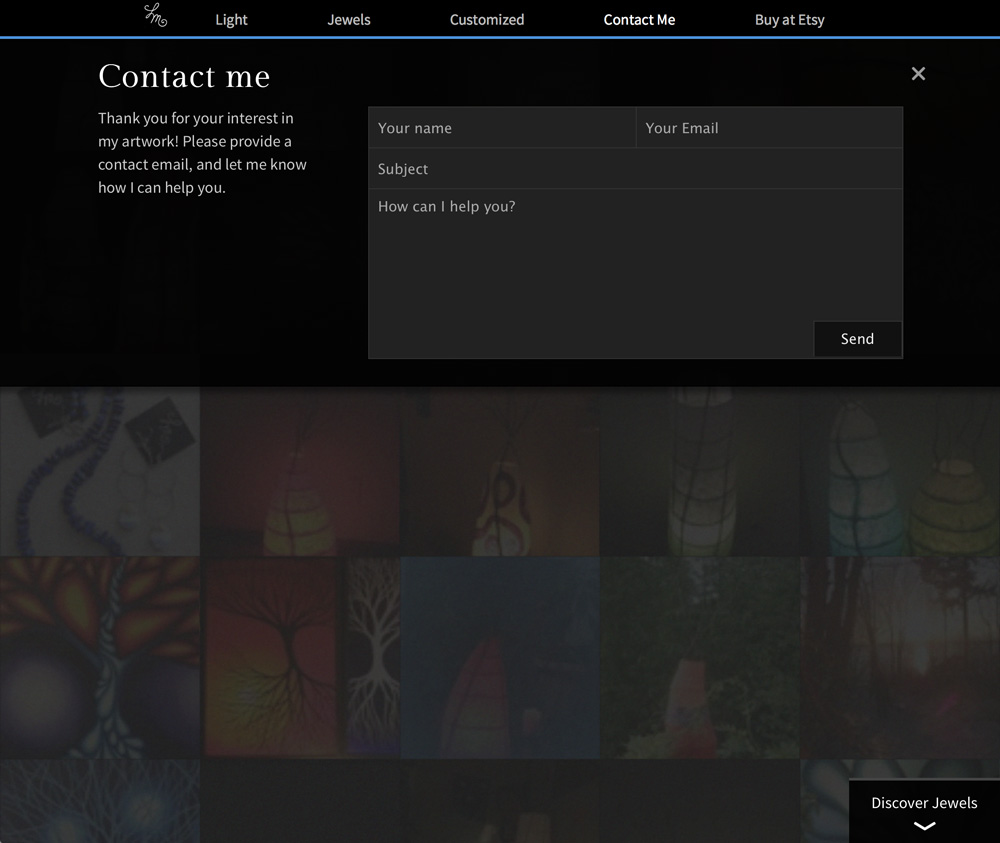 Lm
Light
Jewels
Customized
Contact Me
Buy at Etsy
Contact me
Thank you for your interest in
my artwork! Please provide a
contact email, and let me know
how I can help you.
Your name
Your Email
Subject
How can I help you?
Send
Discover Jewels